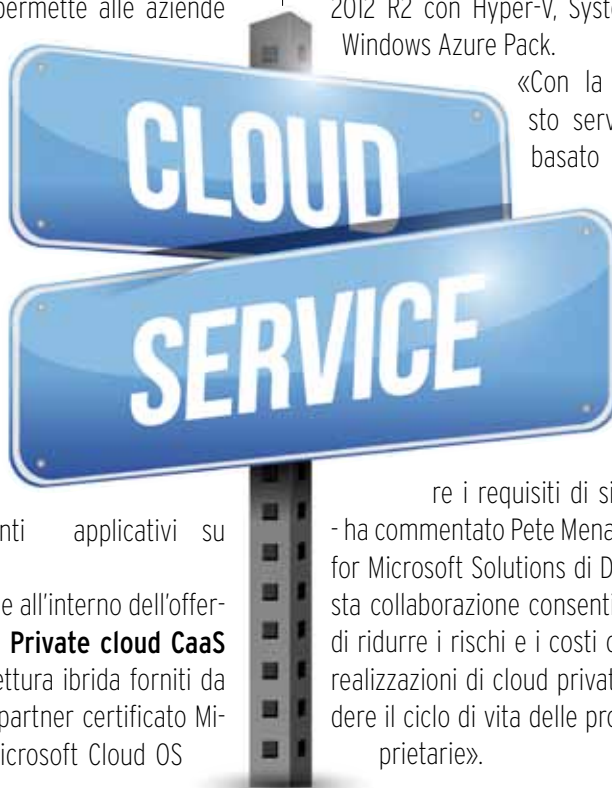 permette alle aziende
CLOUD
SERVICE
nti applicativi su
e all'interno dell'offer-
Private cloud CaaS
ttura ibrida forniti da
partner certificato Mi-
icrosoft Cloud OS
2012 R2 con Hyper-V, Syst
Windows Azure Pack.
«Con la
sto serv
basato
re i requisiti di si
- ha commentato Pete Mena
for Microsoft Solutions di D
sta collaborazione consenti
di ridurre i rischi e i costi
realizzazioni di cloud privat
dere il ciclo di vita delle pro
prietarie».